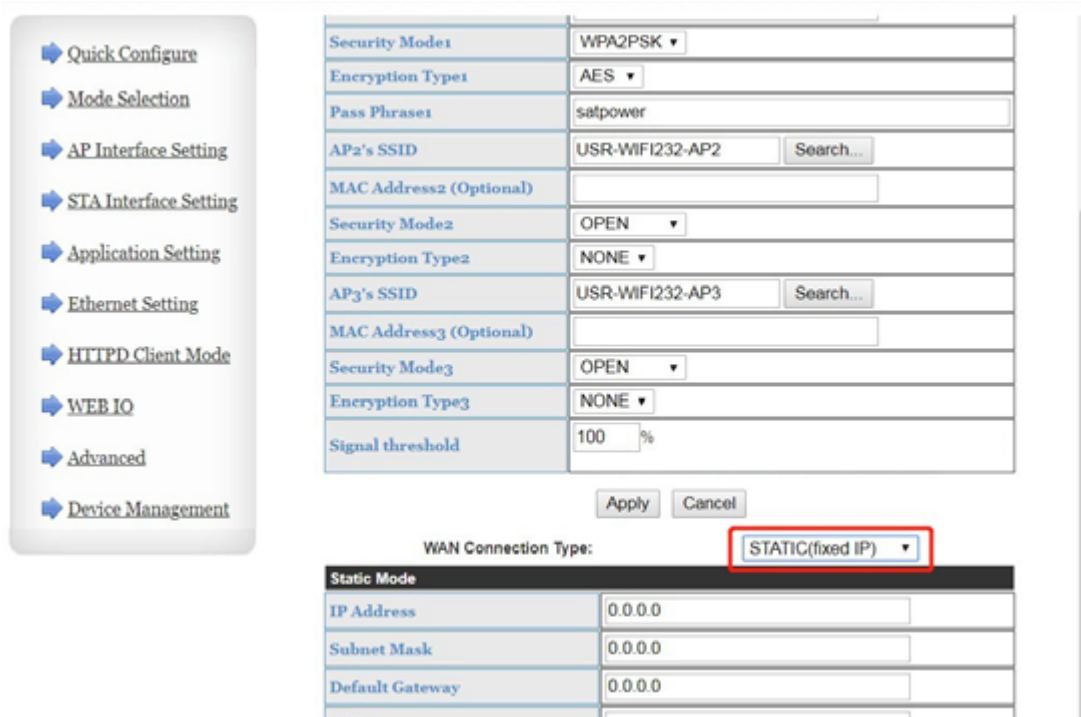 Quick Configure
Mode Selection
AP Interface Setting
STA Interface Setting
Application Setting
Ethernet Setting
HTTPD Client Mode
WEB IO
Advanced
Device Management
Security Mode1 WPA2PSK
Encryption Type1 AES
Pass Phrase1 satpower
AP2's SSID USR-WIFI232-AP2 Search...
MAC Address2 (Optional)
Security Mode2 OPEN
Encryption Type2 NONE
AP3's SSID USR-WIFI232-AP3 Search...
MAC Address3 (Optional)
Security Mode3 OPEN
Encryption Type3 NONE
Signal threshold 100 %
Apply Cancel
WAN Connection Type: STATIC(fixed IP)
Static Mode
IP Address 0.0.0.0
Subnet Mask 0.0.0.0
Default Gateway 0.0.0.0